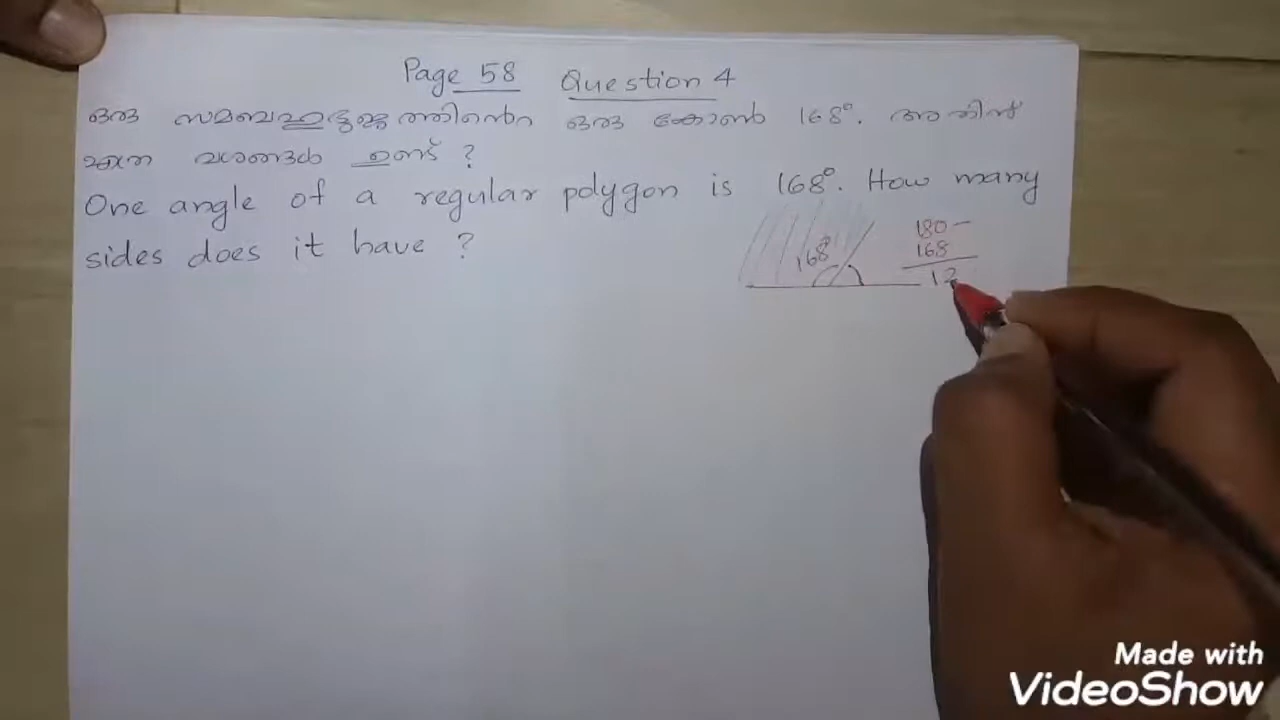 Page 58 Question 4
ഒരു സമബഹുഭുജത്തിന്റെ ഒരു കോൺ 168°. അതിന്
എത്ര വശങ്ങൾ ഉണ്ട് ?
One angle of a regular polygon is 168°. How many
sides does it have ?
168
180 -
168
12
Made with
VideoShow